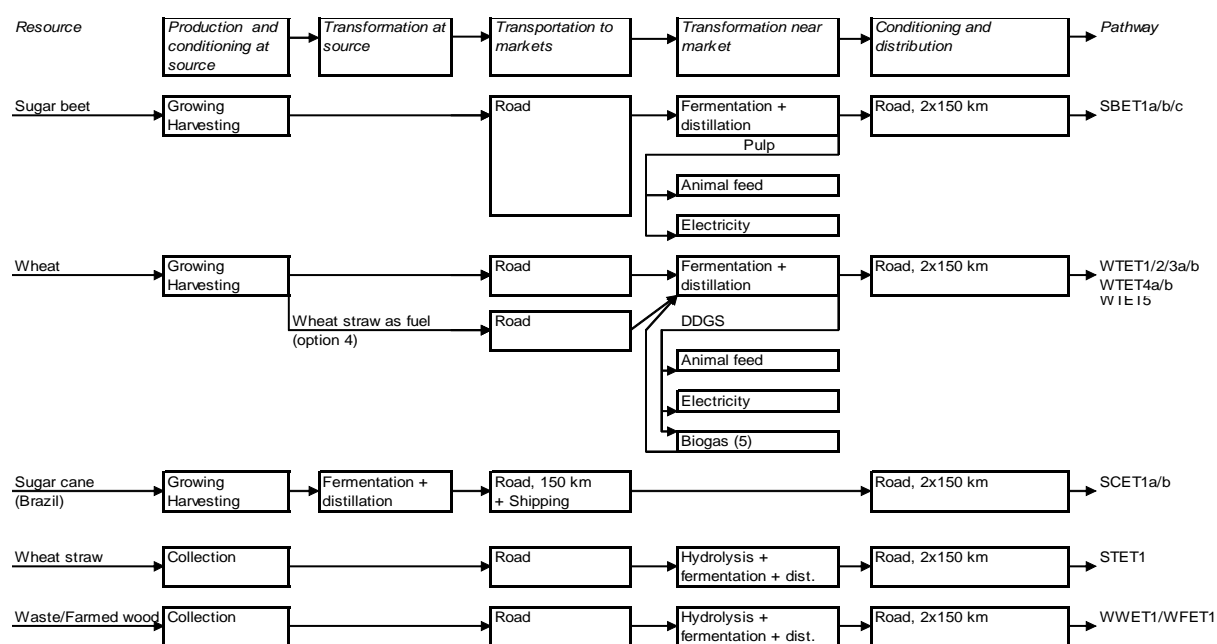 Resource
Production and
conditioning at
source
Transformation at
source
Transportation to
markets
Transformation near
market
Conditioning and
distribution
Pathway
Sugar beet
Growing
Harvesting
Road
Fermentation +
distillation
Road, 2x150 km
SBET1a/b/c
Pulp
Animal feed
Electricity
Wheat
Growing
Harvesting
Road
Fermentation +
distillation
Road, 2x150 km
WTET1/2/3a/b
WTET4a/b
WTET5
Wheat straw as fuel
(option 4)
Road
DDGS
Animal feed
Electricity
Biogas (5)
Sugar cane
(Brazil)
Growing
Harvesting
Fermentation +
distillation
Road, 150 km
+ Shipping
Road, 2x150 km
SCET1a/b
Wheat straw
Collection
Road
Hydrolysis +
fermentation + dist.
Road, 2x150 km
STET1
Waste/Farmed wood
Collection
Road
Hydrolysis +
fermentation + dist.
Road, 2x150 km
WWET1/WFET1